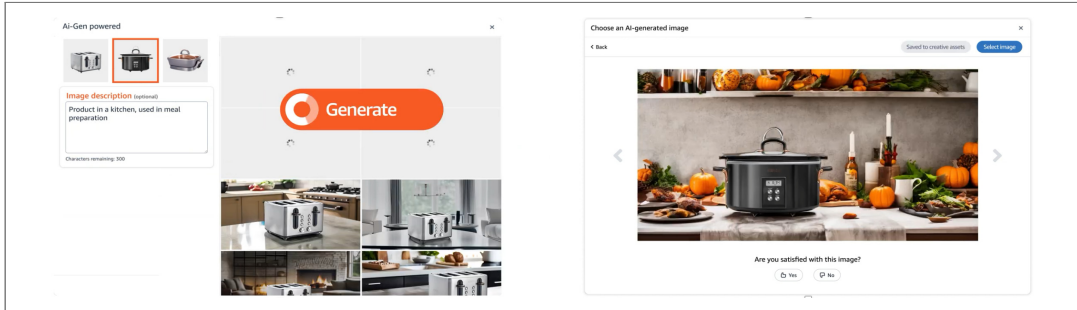 Ai-Gen powered
×
Image description (optional)
Product in a kitchen, used in meal
preparation
Characters remaining: 300
Generate
Choose an AI-generated image
×
< Back
Saved to creative assets
Select image
Are you satisfied with this image?
Yes
No